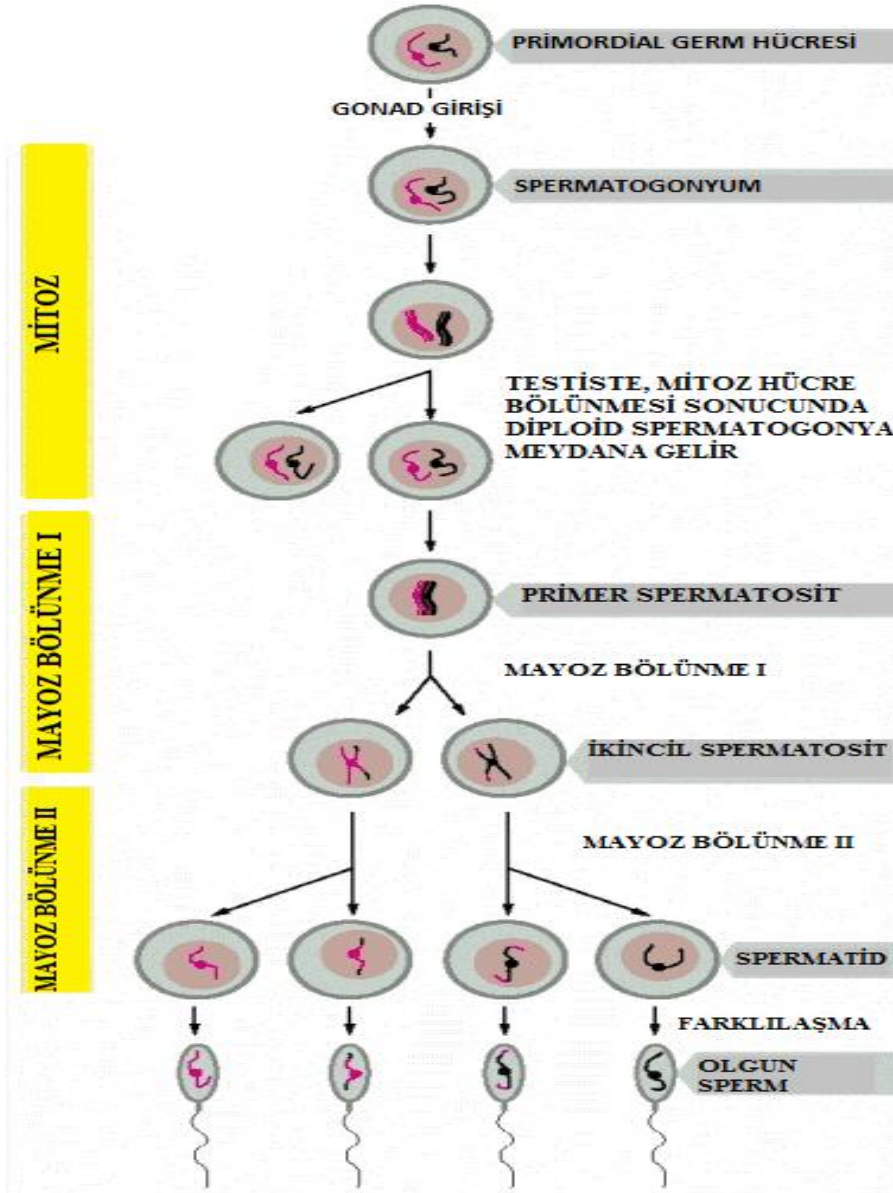 PRİMORDİAL GERM HÜCRESİ
GONAD GİRİŞİ
SPERMATOGONYUM
MİTOZ
TESTİSTE, MİTOZ HÜCRE
BÖLÜNMESİ SONUCUNDA
DİPLOİD SPERMATOGONYA
MEYDANA GELİR
MAYOZ BÖLÜNME I
PRİMER SPERMATOSİT
MAYOZ BÖLÜNME I
İKİNCİL SPERMATOSİT
MAYOZ BÖLÜNME II
MAYOZ BÖLÜNME II
SPERMATİD
FARKLILAŞMA
OLGUN
SPERM